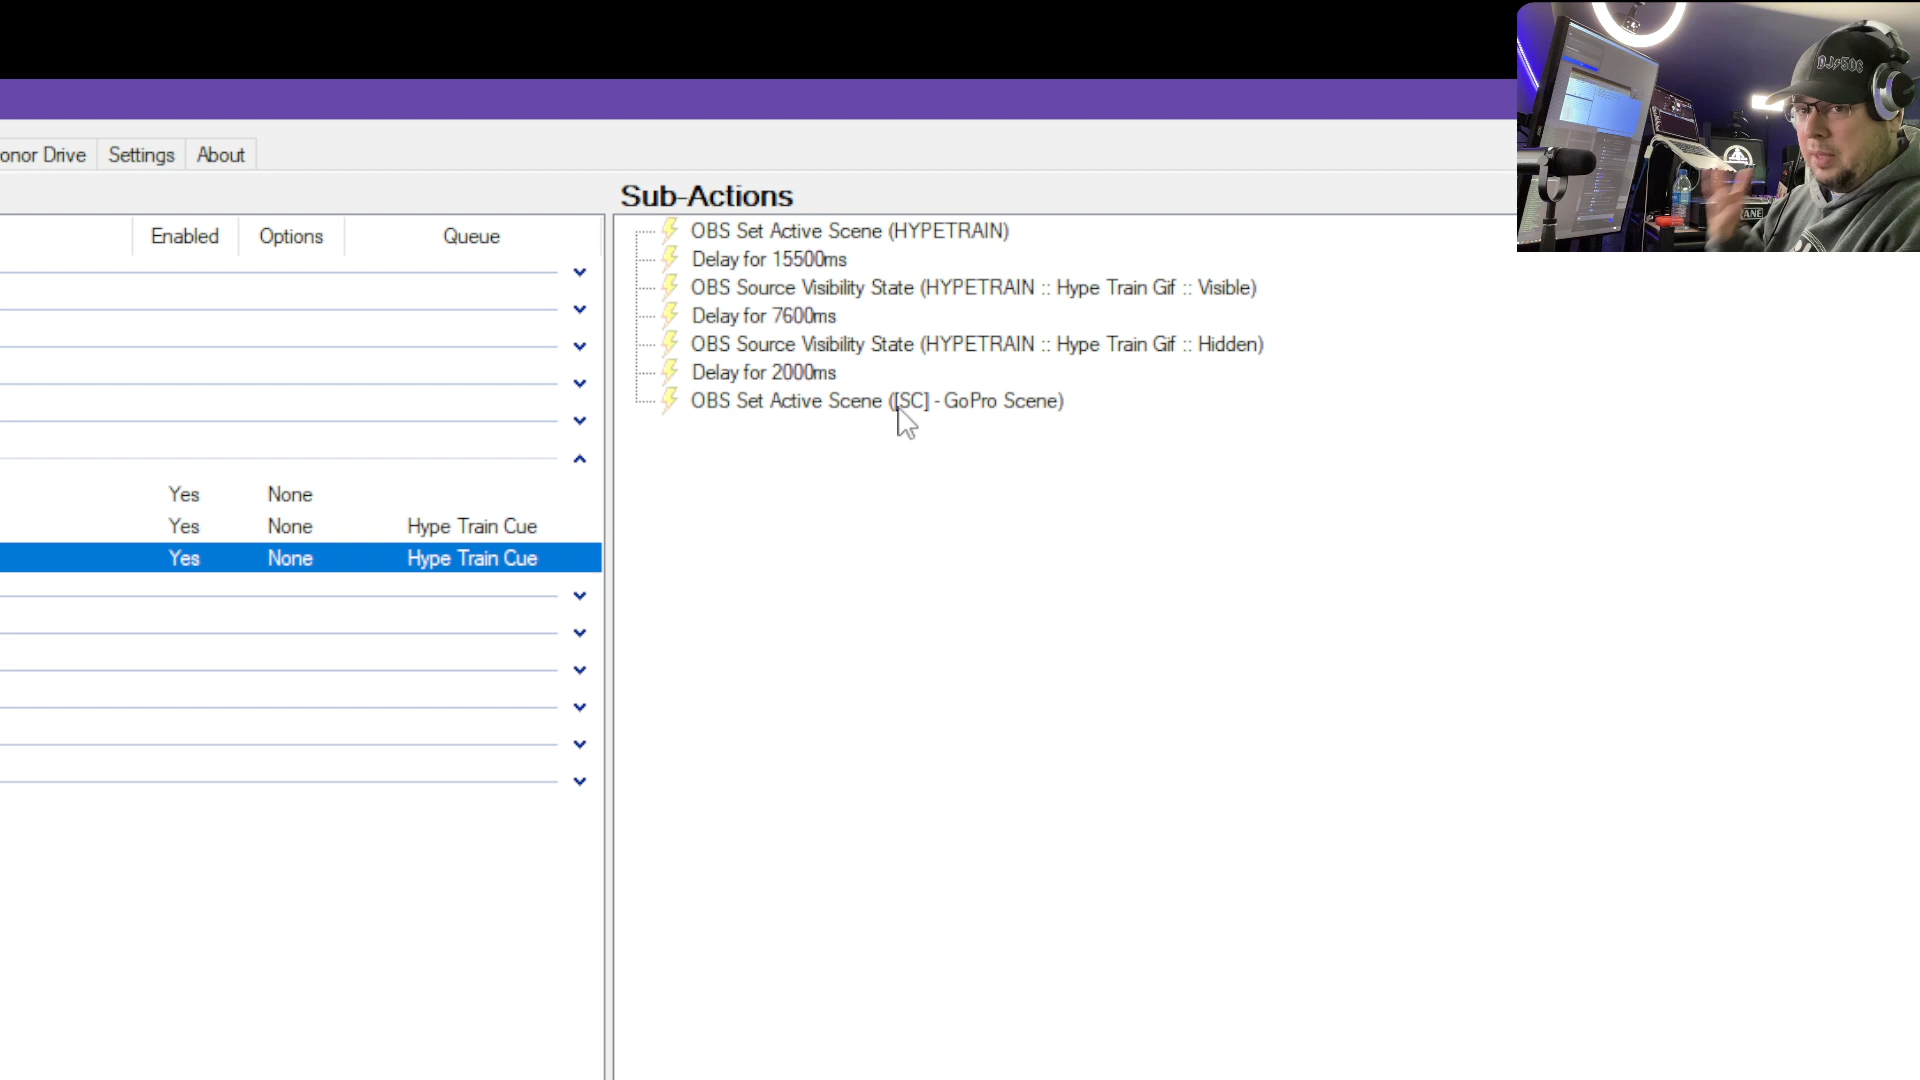 DJ⚡506
onor Drive Settings About
Sub-Actions
Enabled Options Queue
OBS Set Active Scene (HYPETRAIN)
Delay for 15500ms
OBS Source Visibility State (HYPETRAIN :: Hype Train Gif :: Visible)
Delay for 7600ms
OBS Source Visibility State (HYPETRAIN :: Hype Train Gif :: Hidden)
Delay for 2000ms
OBS Set Active Scene ([SC] - GoPro Scene)
Yes None
Yes None Hype Train Cue
Yes None Hype Train Cue